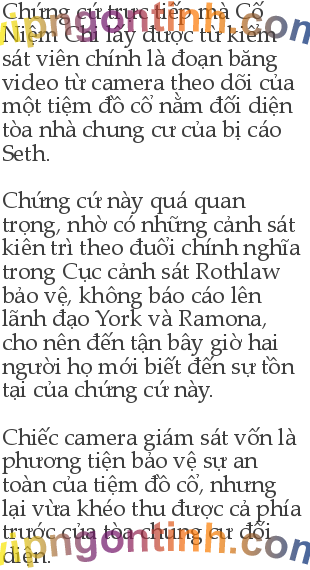 Chứng cứ trực tiếp mà Cố
Niệm Chi lấy được từ kiểm
sát viên chính là đoạn băng
video từ camera theo dõi của
một tiệm đồ cổ nằm đối diện
tòa nhà chung cư của bị cáo
Seth.
Chứng cứ này quá quan
trọng, nhờ có những cảnh sát
kiên trì theo đuổi chính nghĩa
trong Cục cảnh sát Rothlaw
bảo vệ, không báo cáo lên
lãnh đạo York và Ramona,
cho nên đến tận bây giờ hai
người họ mới biết đến sự tồn
tại của chứng cứ này.
Chiếc camera giám sát vốn là
phương tiện bảo vệ sự an
toàn của tiệm đồ cổ, nhưng
lại vừa khéo thu được cả phía
trước của tòa chung cư đối
diện.
vipngontinh.com
vipngontinh.com